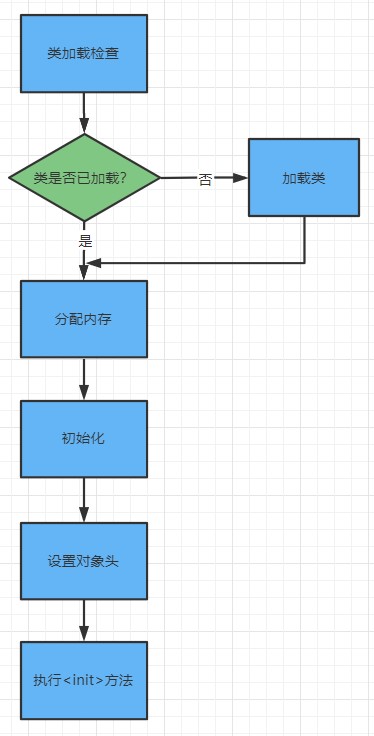 类加载检查
类是否已加载？
否
加载类
是
分配内存
初始化
设置对象头
执行<init>方法